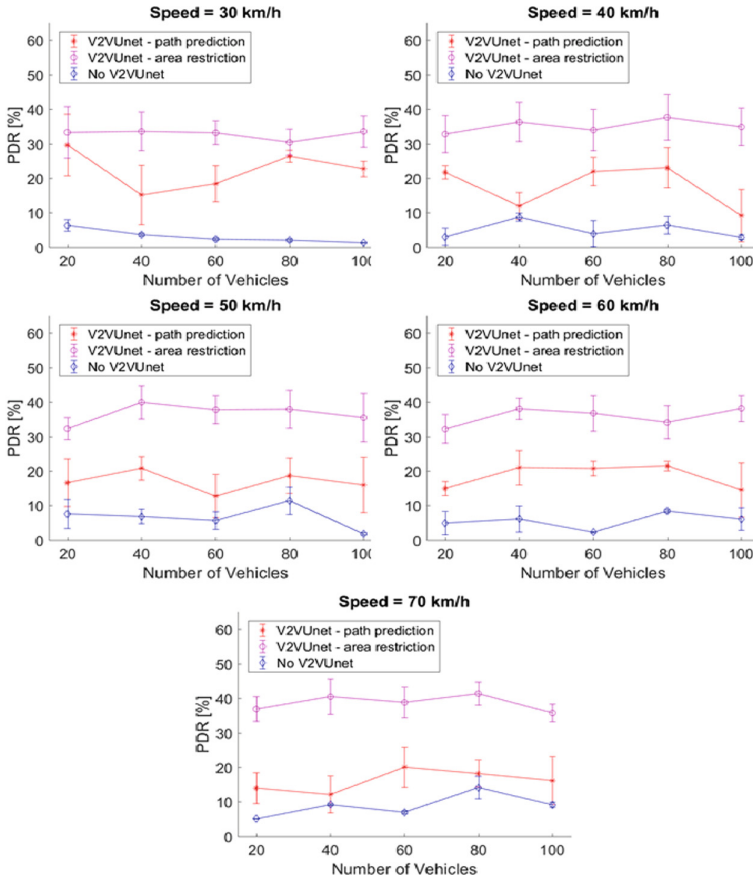 Speed = 30 km/h
V2VUnet - path prediction
V2VUnet - area restriction
No V2VUnet
PDR [%]
60
50
40
30
20
10
0
20 40 60 80 100
Number of Vehicles
Speed = 40 km/h
V2VUnet - path prediction
V2VUnet - area restriction
No V2VUnet
PDR [%]
60
50
40
30
20
10
0
20 40 60 80 100
Number of Vehicles
Speed = 50 km/h
V2VUnet - path prediction
V2VUnet - area restriction
No V2VUnet
PDR [%]
60
50
40
30
20
10
0
20 40 60 80 100
Number of Vehicles
Speed = 60 km/h
V2VUnet - path prediction
V2VUnet - area restriction
No V2VUnet
PDR [%]
60
50
40
30
20
10
0
20 40 60 80 100
Number of Vehicles
Speed = 70 km/h
V2VUnet - path prediction
V2VUnet - area restriction
No V2VUnet
PDR [%]
60
50
40
30
20
10
0
20 40 60 80 100
Number of Vehicles